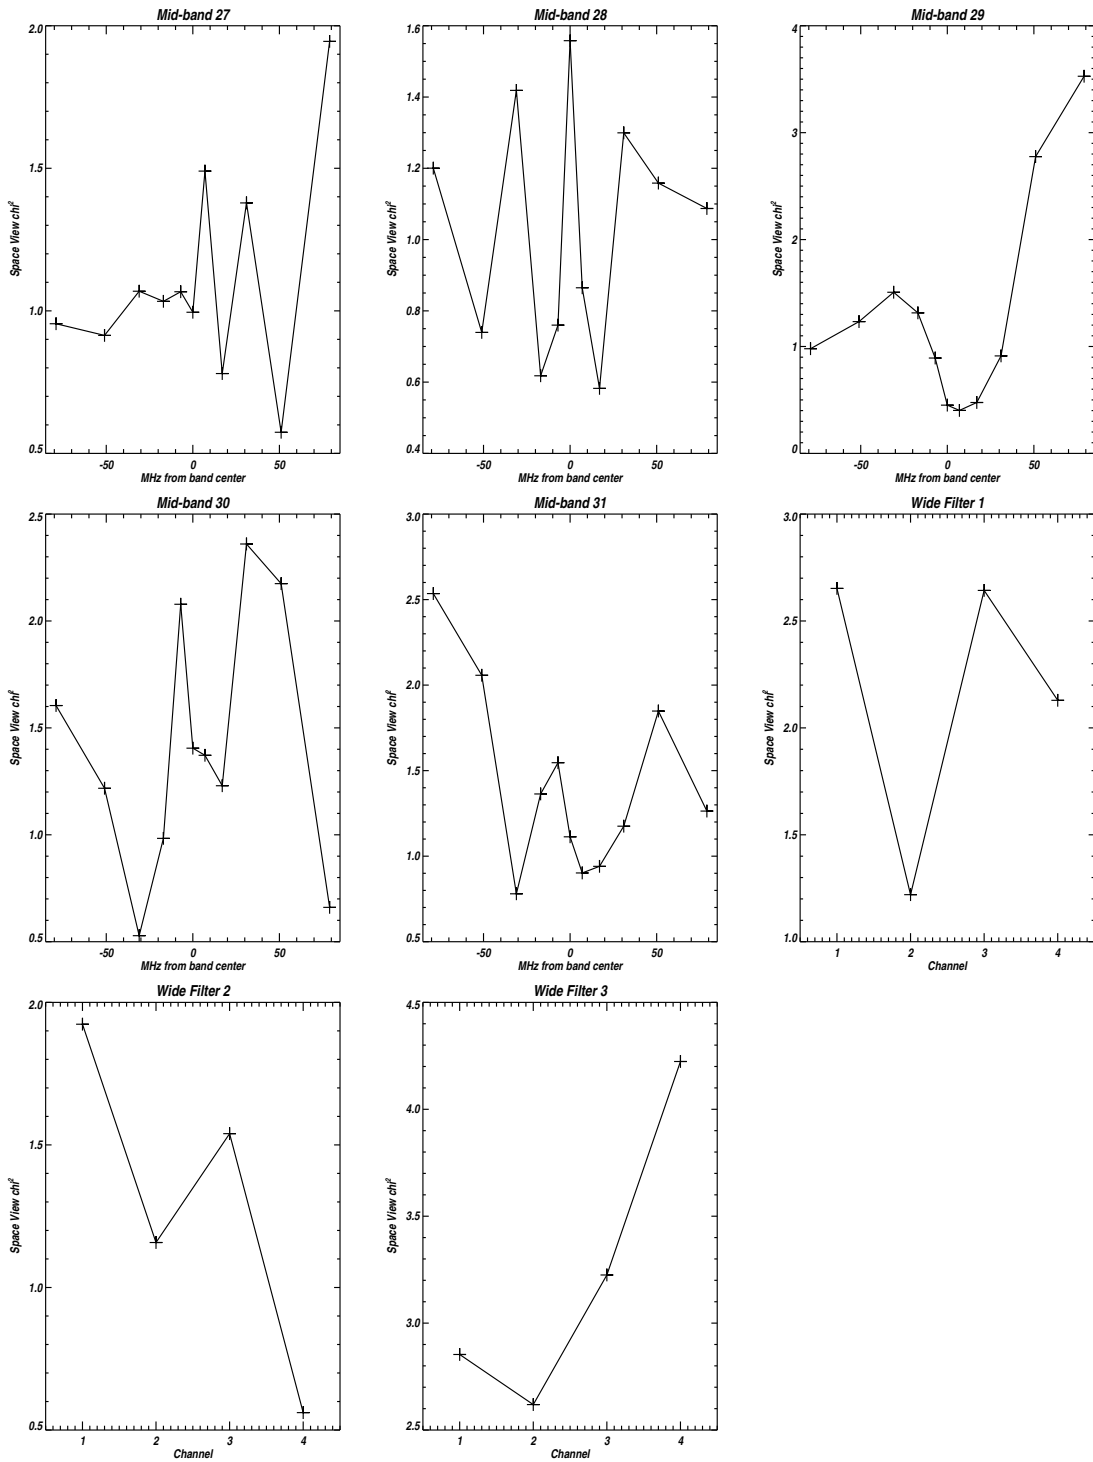 Mid-band 27
2.0
1.5
1.0
0.5
Space View chi²
-50 0 50
MHz from band center
Mid-band 28
1.6
1.4
1.2
1.0
0.8
0.6
0.4
Space View chi²
-50 0 50
MHz from band center
Mid-band 29
4
3
2
1
0
Space View chi²
-50 0 50
MHz from band center
Mid-band 30
2.5
2.0
1.5
1.0
0.5
Space View chi²
-50 0 50
MHz from band center
Mid-band 31
3.0
2.5
2.0
1.5
1.0
0.5
Space View chi²
-50 0 50
MHz from band center
Wide Filter 1
3.0
2.5
2.0
1.5
1.0
Space View chi²
1 2 3 4
Channel
Wide Filter 2
2.0
1.5
1.0
0.5
Space View chi²
1 2 3 4
Channel
Wide Filter 3
4.5
4.0
3.5
3.0
2.5
Space View chi²
1 2 3 4
Channel